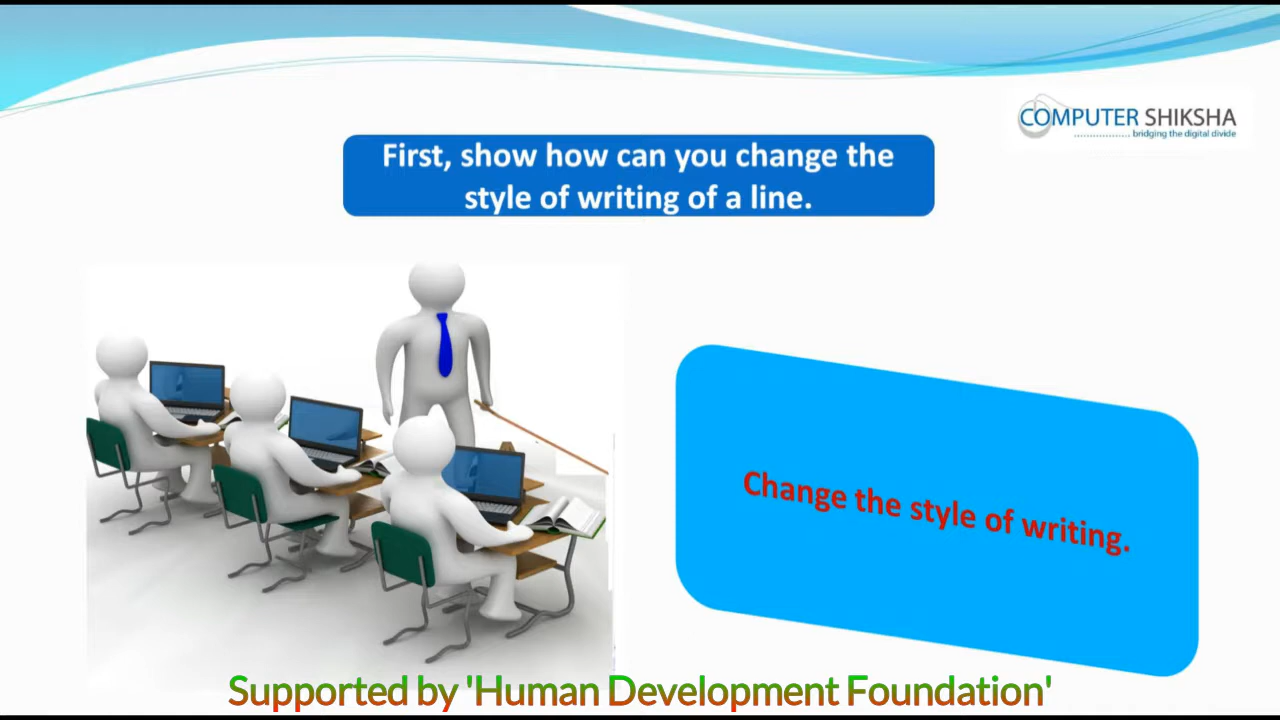 COMPUTER SHIKSHA
bridging the digital divide
First, show how can you change the
style of writing of a line.
Change the style of writing.
Supported by 'Human Development Foundation'